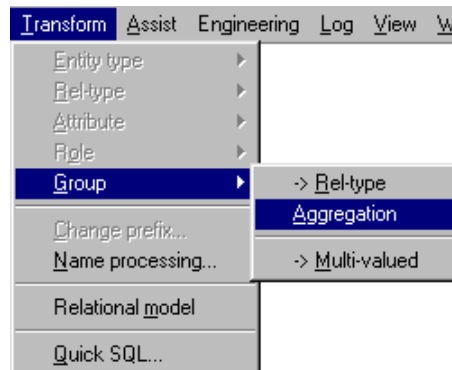 Transform Assist Engineering Log View W
Entity type
Rel-type
Attribute
Role
Group
-> Rel-type
Aggregation
Change prefix...
Name processing...
-> Multi-valued
Relational model
Quick SQL...